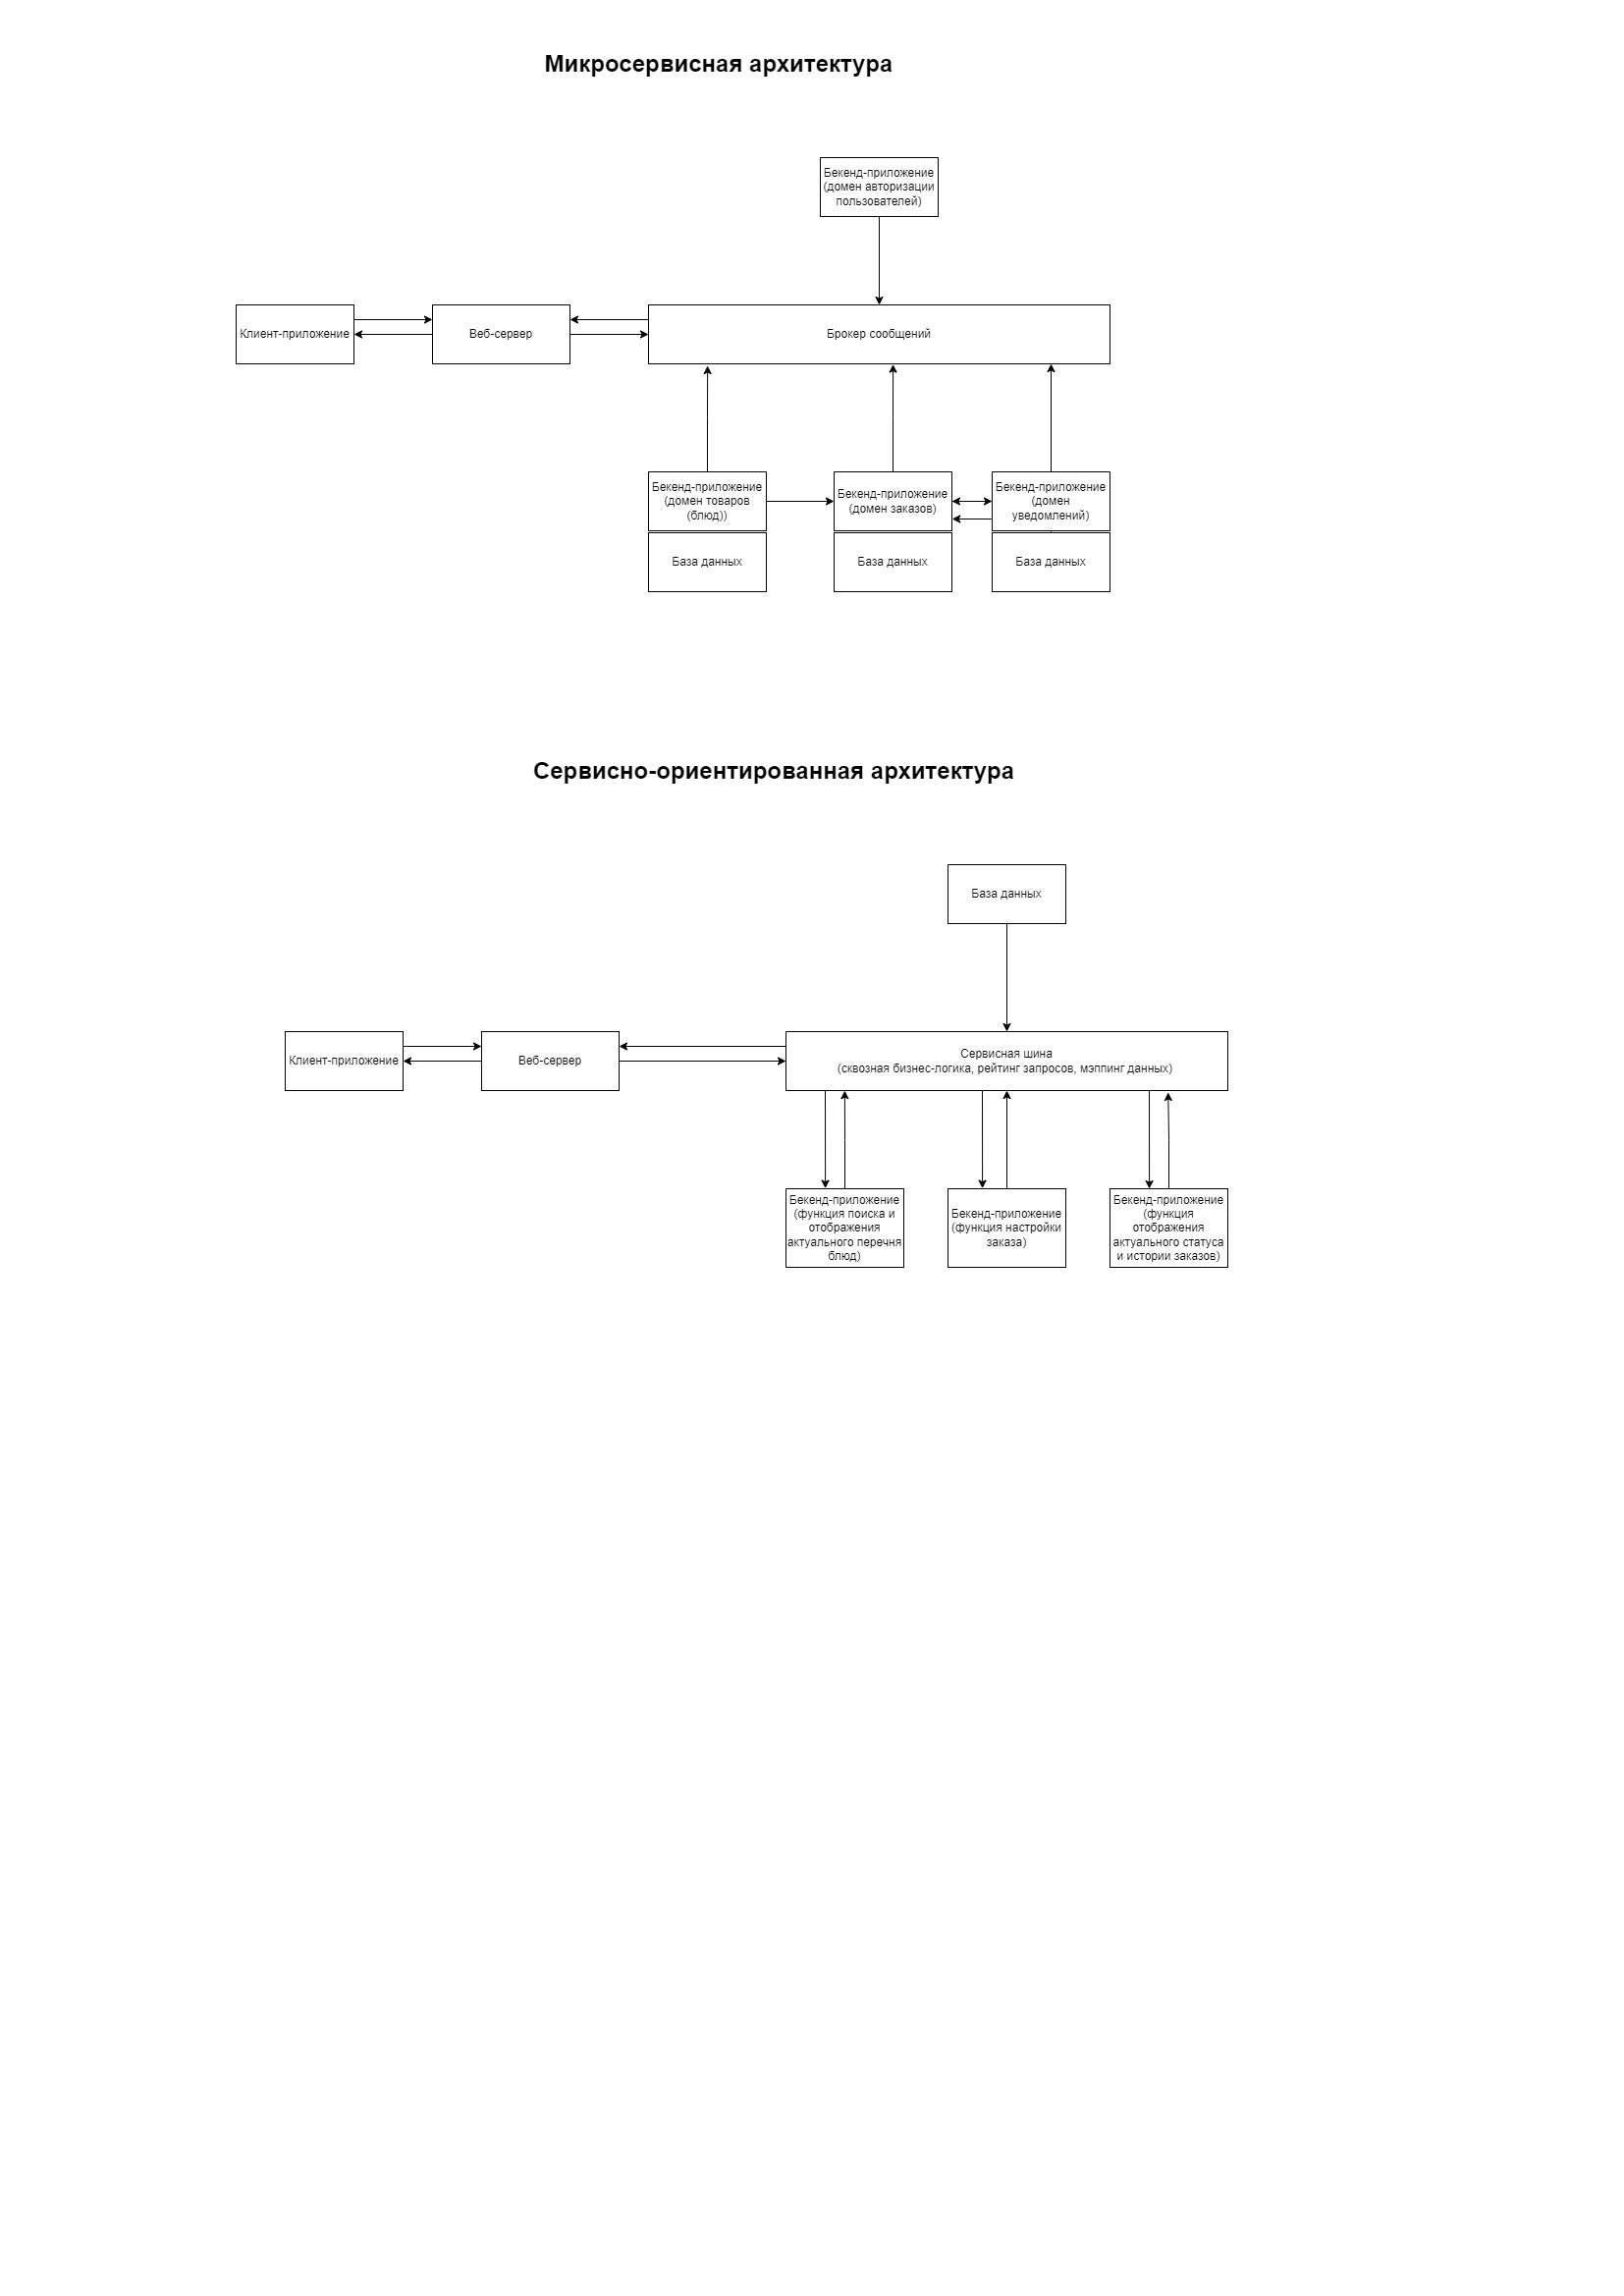 Микросервисная архитектура
Бекенд-приложение
(домен авторизации
пользователей)
Клиент-приложение
Веб-сервер
Брокер сообщений
Бекенд-приложение
(домен товаров
(блюд))
Бекенд-приложение
(домен заказов)
Бекенд-приложение
(домен
уведомлений)
База данных
База данных
База данных
Сервисно-ориентированная архитектура
База данных
Клиент-приложение
Веб-сервер
Сервисная шина
(сквозная бизнес-логика, рейтинг запросов, мэппинг данных)
Бекенд-приложение
(функция поиска и
отображения
актуального перечня
блюд)
Бекенд-приложение
(функция настройки
заказа)
Бекенд-приложение
(функция
отображения
актуального статуса
и истории заказов)